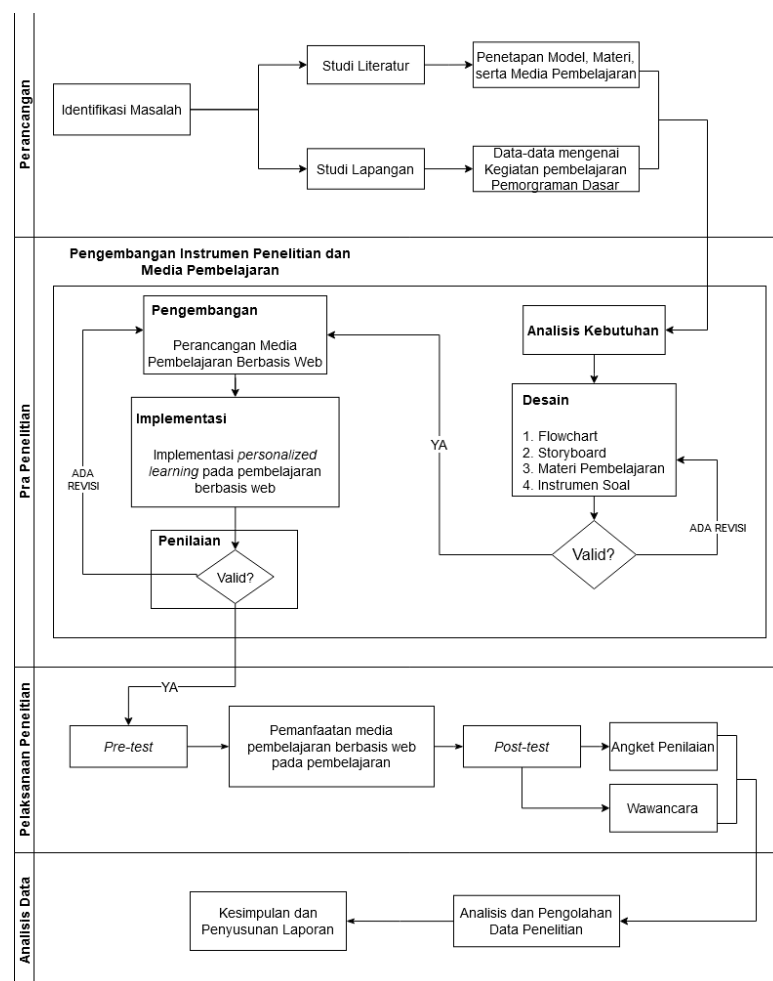 Perancangan
Identifikasi Masalah
Studi Literatur
Penetapan Model, Materi,
serta Media Pembelajaran
Studi Lapangan
Data-data mengenai
Kegiatan pembelajaran
Pemorgraman Dasar
Pra Penelitian
Pengembangan Instrumen Penelitian dan
Media Pembelajaran
Analisis Kebutuhan
Desain
1. Flowchart
2. Storyboard
3. Materi Pembelajaran
4. Instrumen Soal
Valid?
ADA REVISI
YA
Pengembangan
Perancangan Media
Pembelajaran Berbasis Web
Implementasi
Implementasi personalized
learning pada pembelajaran
berbasis web
Penilaian
Valid?
ADA
REVISI
YA
Pelaksanaan Peneltian
Pre-test
Pemanfaatan media
pembelajaran berbasis web
pada pembelajaran
Post-test
Angket Penilaian
Wawancara
Analisis Data
Analisis dan Pengolahan
Data Penelitian
Kesimpulan dan
Penyusunan Laporan